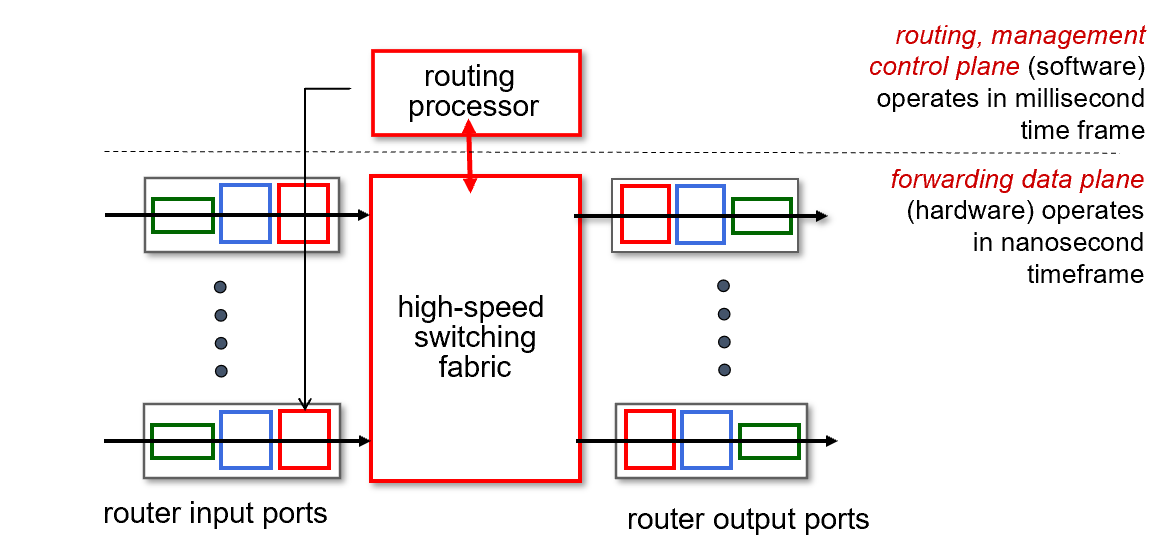 routing, management
control plane (software)
operates in millisecond
time frame
routing
processor
forwarding data plane
(hardware) operates
in nanosecond
timeframe
high-speed
switching
fabric
router input ports
router output ports